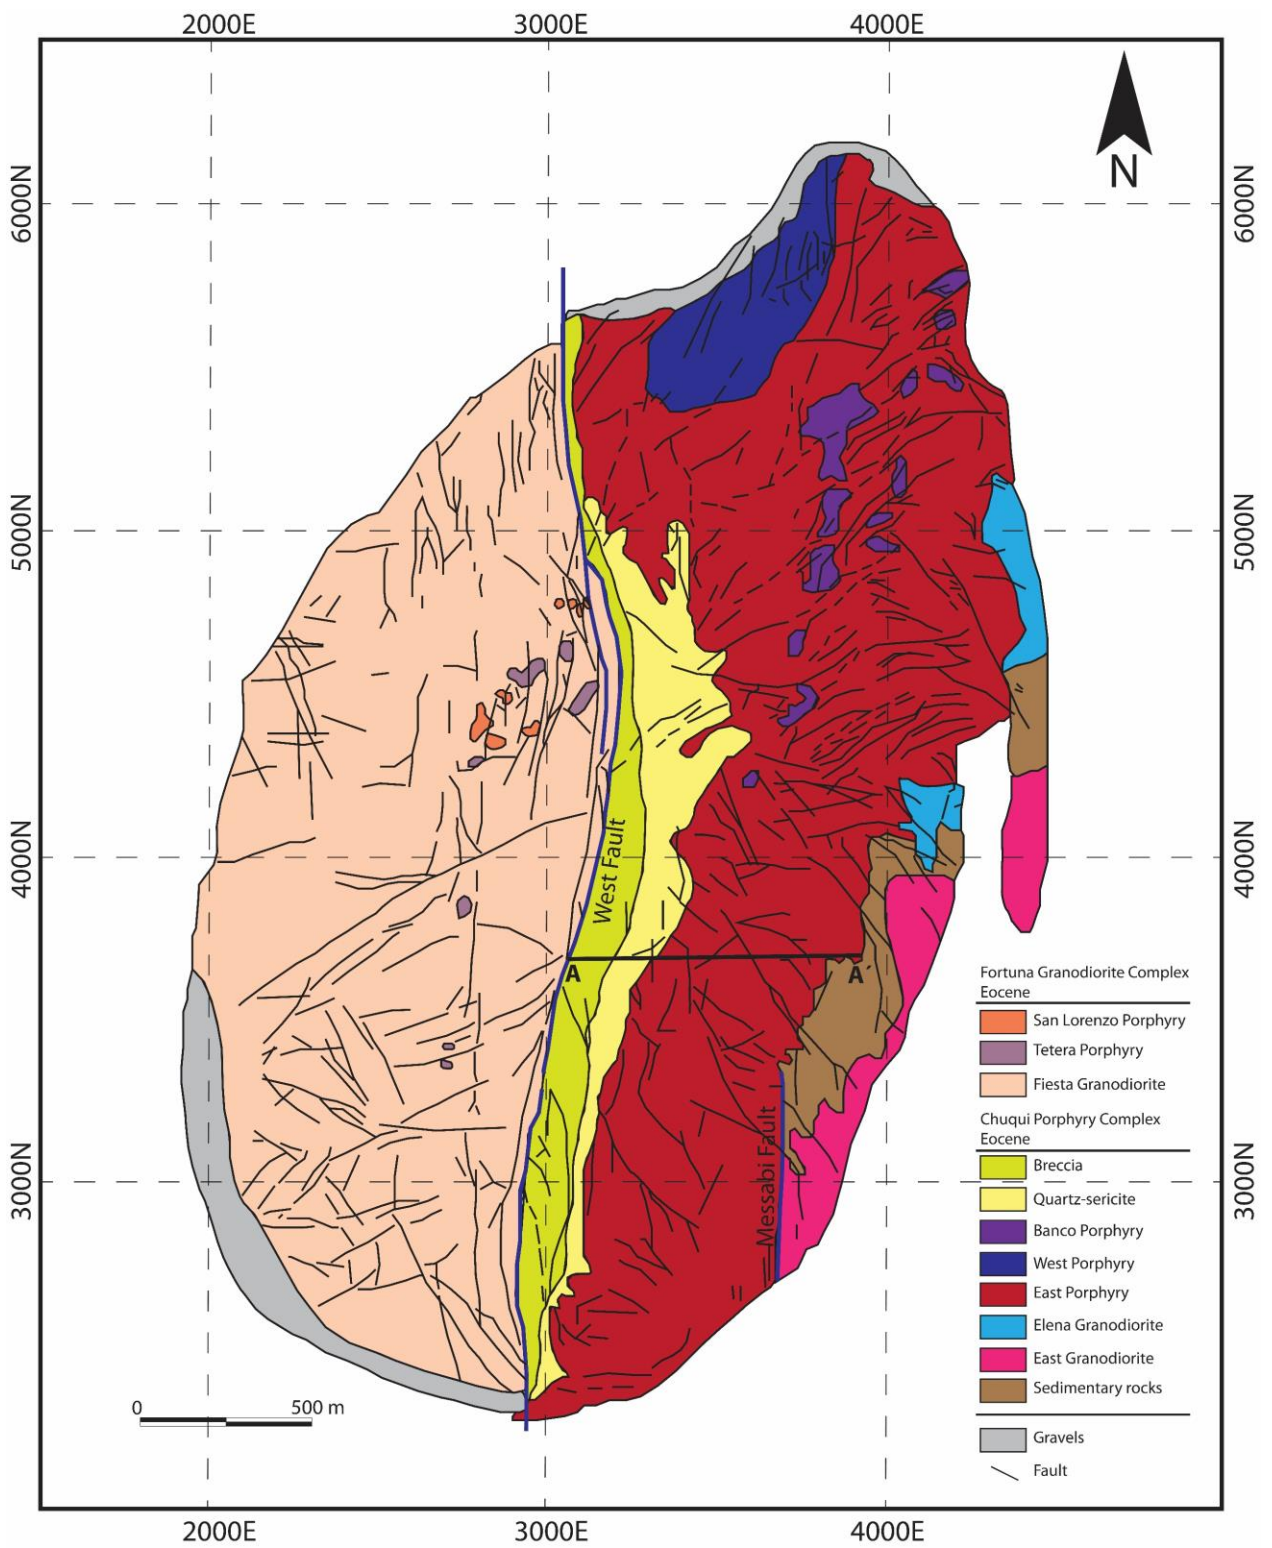 2000E
3000E
4000E
N
6000N
6000N
5000N
5000N
4000N
4000N
3000N
3000N
West Fault
A
A'
Messabi Fault
Fortuna Granodiorite Complex
Eocene
San Lorenzo Porphyry
Tetera Porphyry
Fiesta Granodiorite
Chuqui Porphyry Complex
Eocene
Breccia
Quartz-sericite
Banco Porphyry
West Porphyry
East Porphyry
Elena Granodiorite
East Granodiorite
Sedimentary rocks
Gravels
Fault
0
500 m
2000E
3000E
4000E